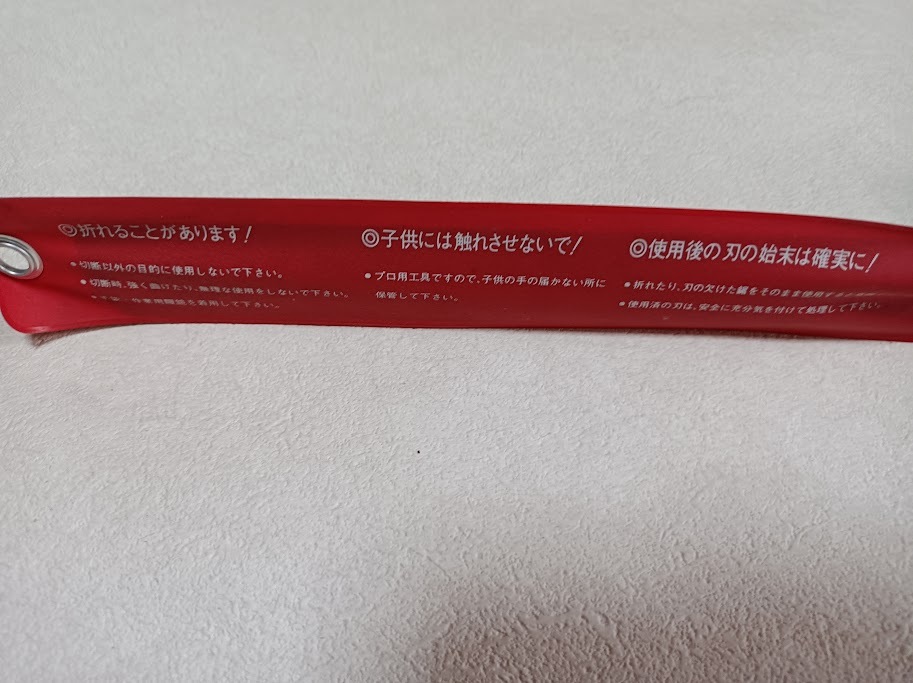 ◎折れることがあります!
● 切断以外の目的に使用しないで下さい。
● 切断時、強く曲げたり、無理な使用をしないで下さい。
作業用眼鏡を着用して下さい。
◎子供には触れさせないで!
● プロ用工具ですので、子供の手の届かない所に
保管して下さい。
◎使用後の刃の始末は確実に!
● 折れたり、刃の欠けた鋸をそのまま使用する
● 使用済の刃は、安全に充分気を付けて処理して下さい。